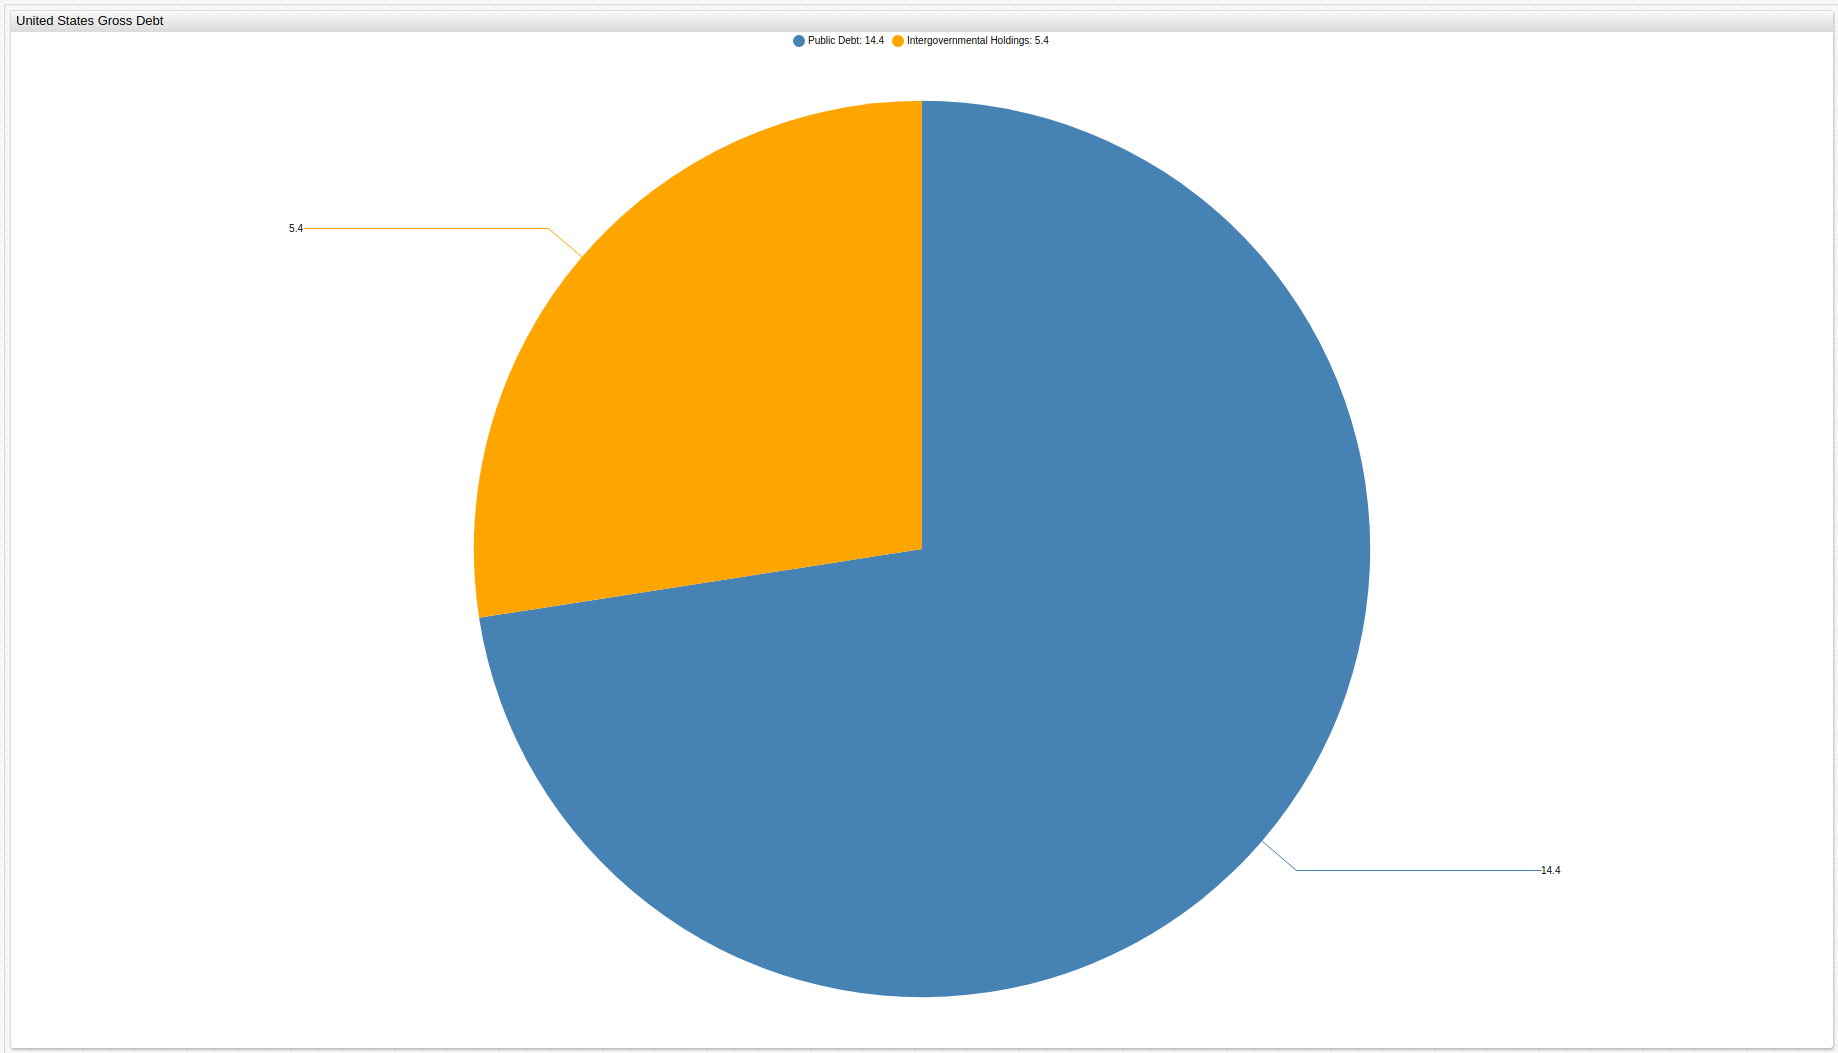 United States Gross Debt
Public Debt: 14.4 Intergovernmental Holdings: 5.4
5.4
14.4